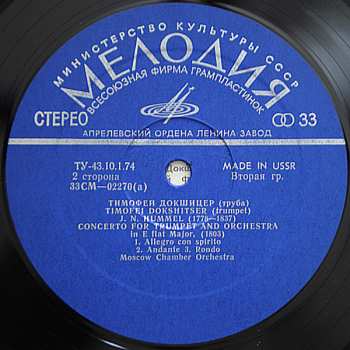 МИНИСТЕРСТВО КУЛЬТУРЫ СССР
МЕЛОДИЯ
ВСЕСОЮЗНАЯ ФИРМА ГРАМПЛАСТИНОК
СТЕРЕО
33
АПРЕЛЕВСКИЙ ОРДЕНА ЛЕНИНА ЗАВОД
ТУ-43.10.1.74 MADE IN USSR
2 сторона Вторая гр.
33СМ—02270(а)
ТИМОФЕЙ ДОКШИЦЕР (труба)
TIMOFEI DOKSHITSER (trumpet)
J. N. HUMMEL (1778-1837)
CONCERTO FOR TRUMPET AND ORCHESTRA
in E flat Major, (1803)
1. Allegro con spirito
2. Andante 3. Rondo
Moscow Chamber Orchestra